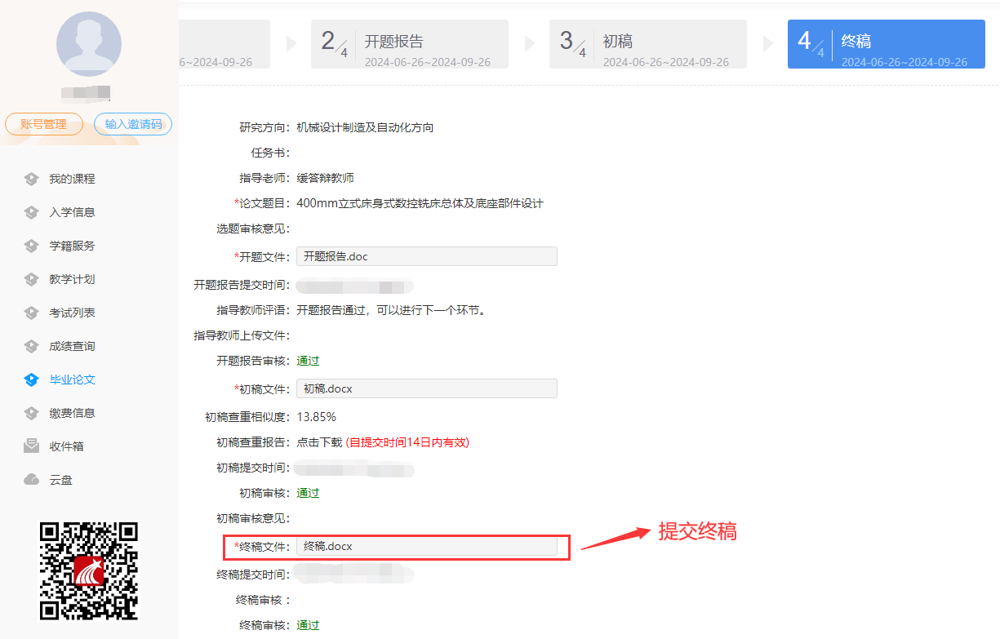 账号管理 输入邀请码
我的课程
入学信息
学籍服务
教学计划
考试列表
成绩查询
毕业论文
缴费信息
收件箱
云盘
6~2024-09-26
2/4 开题报告
2024-06-26~2024-09-26
3/4 初稿
2024-06-26~2024-09-26
4/4 终稿
2024-06-26~2024-09-26
研究方向：机械设计制造及自动化方向
任务书：
指导老师：缓答辩教师
*论文题目：400mm立式床身式数控铣床总体及底座部件设计
选题审核意见：
*开题文件：开题报告.doc
开题报告提交时间：
指导教师评语：开题报告通过，可以进行下一个环节。
指导教师上传文件：
开题报告审核：通过
*初稿文件：初稿.docx
初稿查重相似度：13.85%
初稿查重报告：点击下载 (自提交时间14日内有效)
初稿提交时间：
初稿审核：通过
初稿审核意见：
*终稿文件：终稿.docx
提交终稿
终稿提交时间：
终稿审核 ：
终稿审核：通过